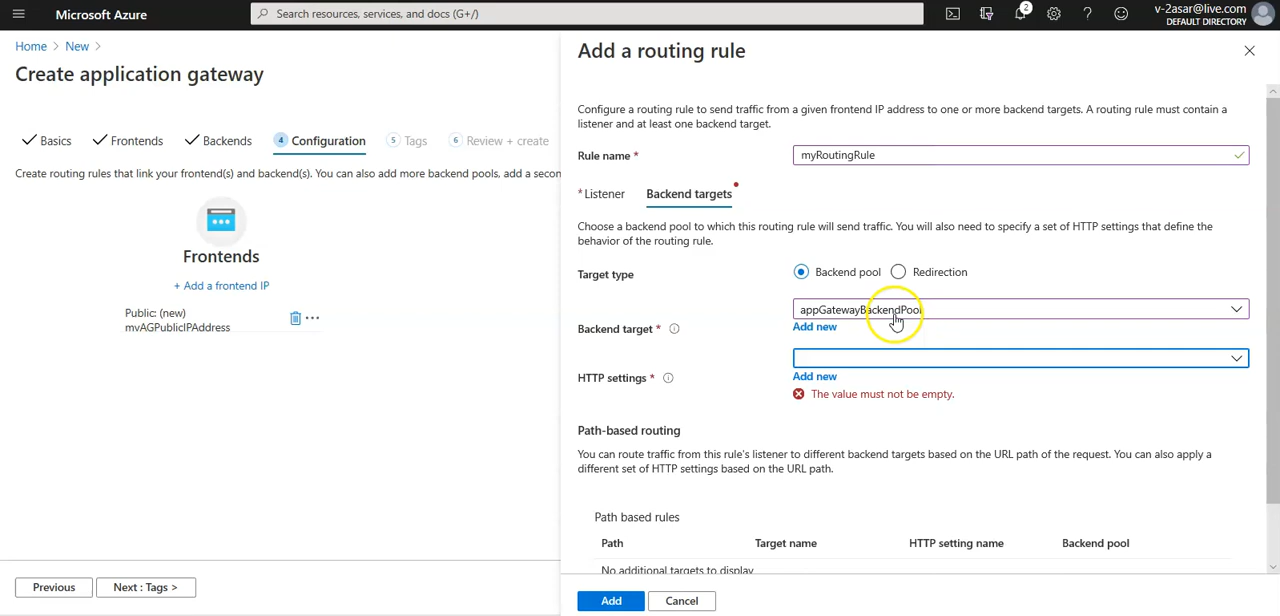 Microsoft Azure
Search resources, services, and docs (G+/)
2
v-2asar@live.com
DEFAULT DIRECTORY
Home > New >
Create application gateway
Basics Frontends Backends 4 Configuration 5 Tags 6 Review + create
Create routing rules that link your frontend(s) and backend(s). You can also add more backend pools, add a secon
Frontends
+ Add a frontend IP
Public: (new)
myAGPublicIPAddress
Previous
Next : Tags >
Add a routing rule
Configure a routing rule to send traffic from a given frontend IP address to one or more backend targets. A routing rule must contain a
listener and at least one backend target.
Rule name *
myRoutingRule
* Listener Backend targets
Choose a backend pool to which this routing rule will send traffic. You will also need to specify a set of HTTP settings that define the
behavior of the routing rule.
Target type
Backend pool Redirection
appGatewayBackendPool
Backend target *
Add new
HTTP settings *
Add new
The value must not be empty.
Path-based routing
You can route traffic from this rule's listener to different backend targets based on the URL path of the request. You can also apply a
different set of HTTP settings based on the URL path.
Path based rules
Path Target name HTTP setting name Backend pool
No additional targets to display
Add
Cancel